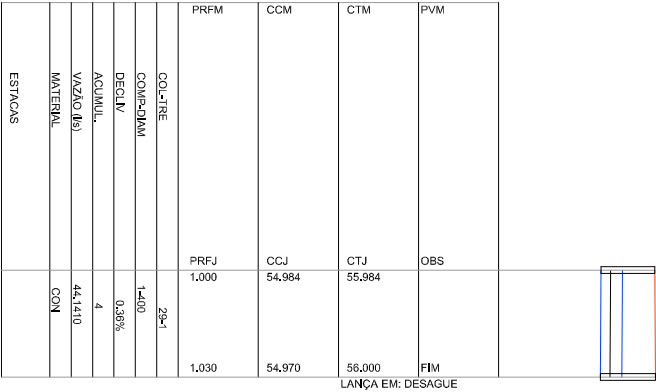 PRFM CCM CTM PVM
ESTACAS
MATERIAL
VAZÃO (l/s)
ACUMUL.
DECLIV
COMP-DIAM
COL-TRE
PRFJ CCJ CTJ OBS
1.000 54.984 55.984
CON
44.1410
4
0.36%
1-400
29-1
1.030 54.970 56.000 FIM
LANÇA EM: DESAGUE